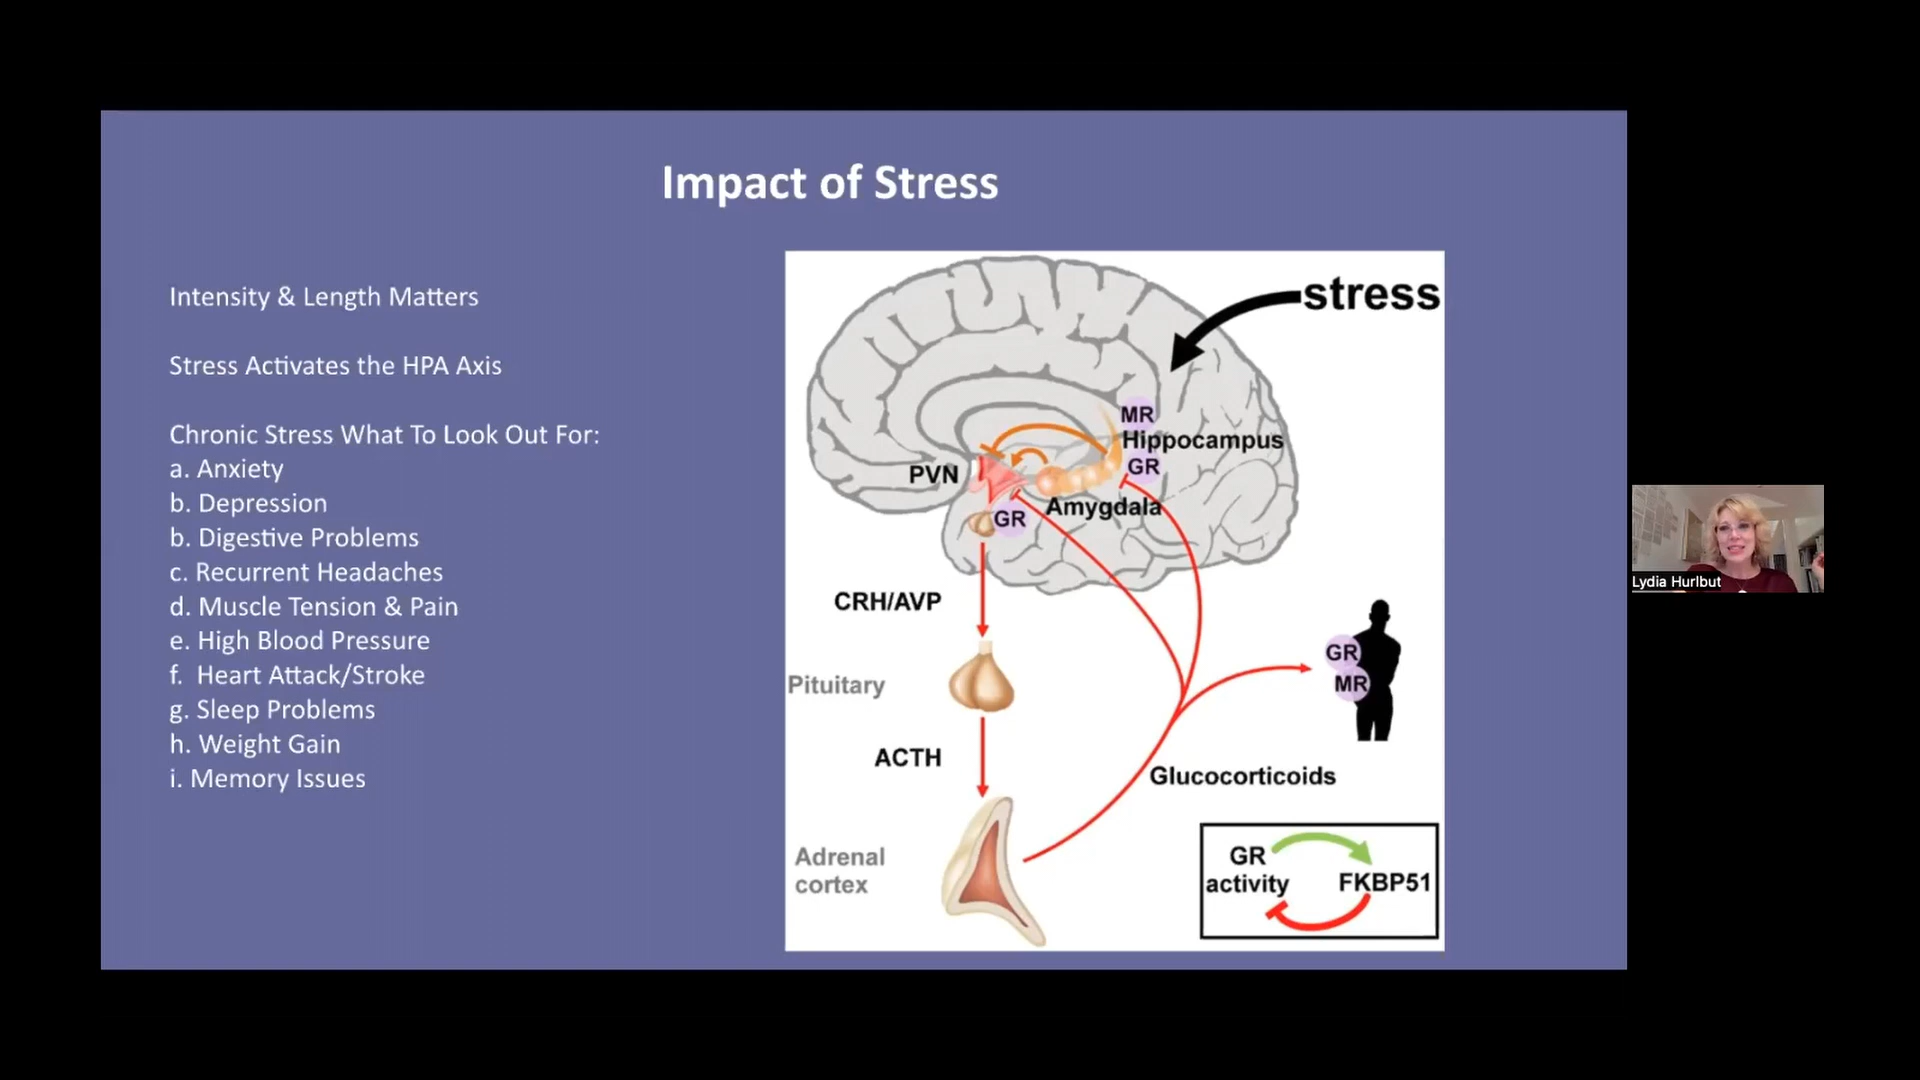 Impact of Stress
Intensity & Length Matters
Stress Activates the HPA Axis
Chronic Stress What To Look Out For:
a. Anxiety
b. Depression
b. Digestive Problems
c. Recurrent Headaches
d. Muscle Tension & Pain
e. High Blood Pressure
f. Heart Attack/Stroke
g. Sleep Problems
h. Weight Gain
i. Memory Issues
stress
MR
Hippocampus
GR
PVN
Amygdala
GR
CRH/AVP
Pituitary
ACTH
Adrenal
cortex
Glucocorticoids
GR
MR
GR
activity
FKBP51
Lydia Hurlbut